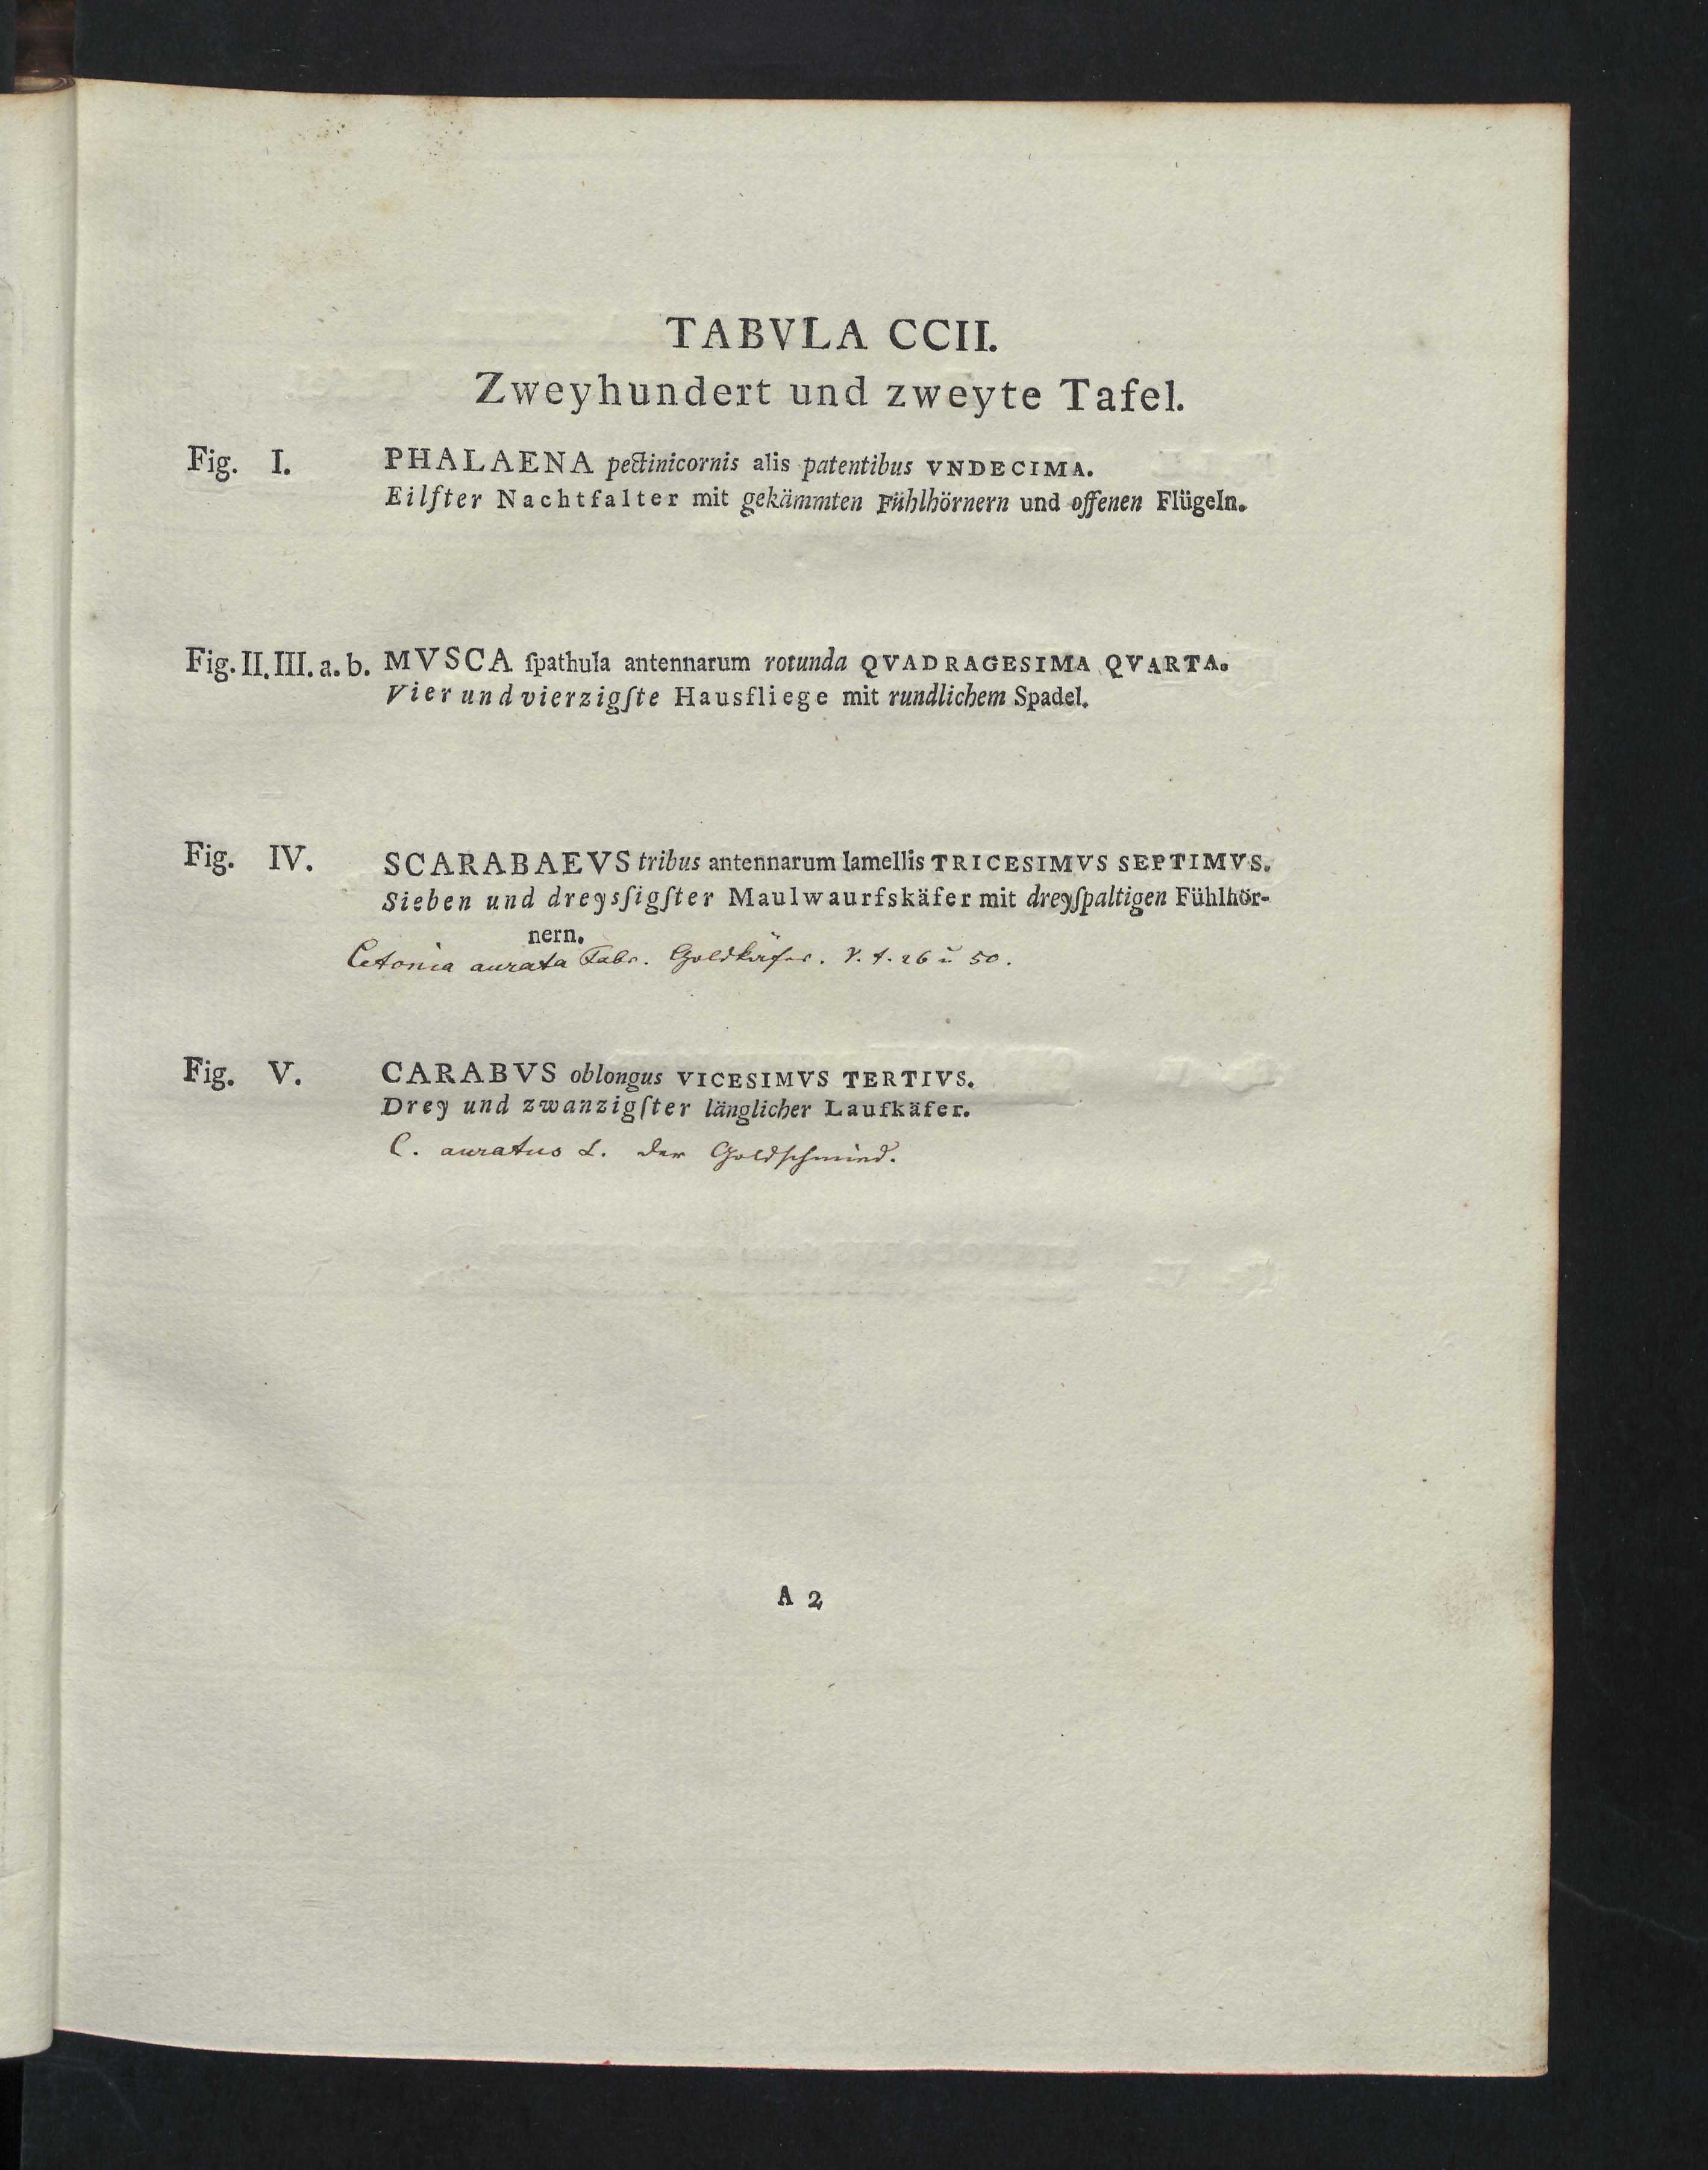 TABVLA CCII.
Zweyhundert und zweyte Tafel.
Fig. I. PHALAENA pectinicornis alis patentibus VNDECIMA.
Eilfter Nachtfalter mit gekämmten Fühlhörnern und offenen Flügeln.
Fig. II. III. a. b. MVSCA ſpathula antennarum rotunda QVADRAGESIMA QVARTA.
Vier und vierzigſte Hausfliege mit rundlichem Spadel.
Fig. IV. SCARABAEVS tribus antennarum lamellis TRICESIMVS SEPTIMVS.
Sieben und dreysſigſter Maulwaurfskäfer mit dreyſpaltigen Fühlhör-
nern.
Cetonia aurata Fabr. Goldkäfer. V. t. 26 u 50.
Fig. V. CARABVS oblongus VICESIMVS TERTIVS.
Drey und zwanzigſter länglicher Laufkäfer.
C. auratus L. der Goldschmied.
A 2